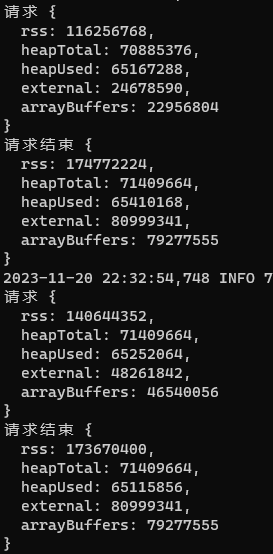 请求 {
rss: 116256768,
heapTotal: 70885376,
heapUsed: 65167288,
external: 24678590,
arrayBuffers: 22956804
}
请求结束 {
rss: 174772224,
heapTotal: 71409664,
heapUsed: 65410168,
external: 80999341,
arrayBuffers: 79277555
}
2023-11-20 22:32:54,748 INFO 7
请求 {
rss: 140644352,
heapTotal: 71409664,
heapUsed: 65252064,
external: 48261842,
arrayBuffers: 46540056
}
请求结束 {
rss: 173670400,
heapTotal: 71409664,
heapUsed: 65115856,
external: 80999341,
arrayBuffers: 79277555
}